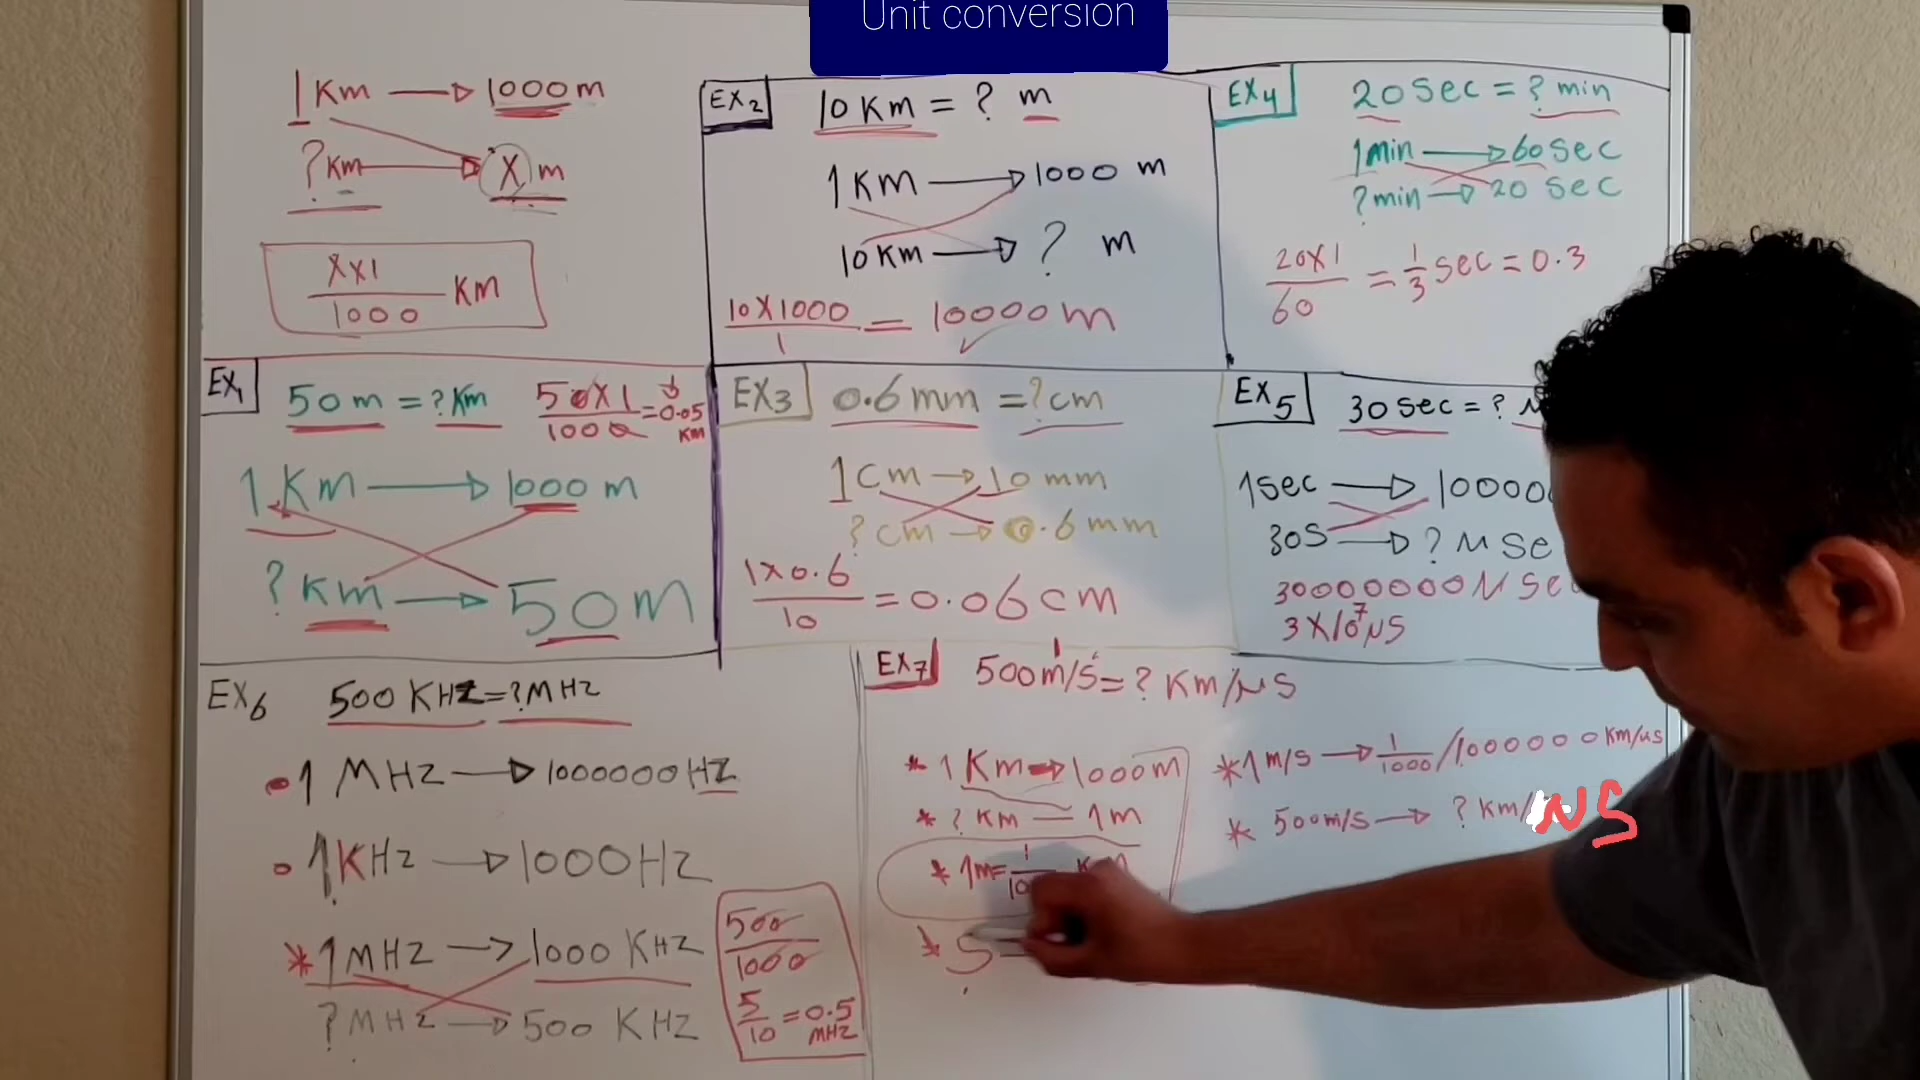 Unit conversion
1 Km → 1000 m
? Km → X m
X x 1 / 1000 Km
EX1
50 m = ? Km
50 X 1 / 1000 = 0.05 Km
1 Km → 1000 m
? Km → 50 m
EX2
10 Km = ? m
1 Km → 1000 m
10 Km → ? m
10 X 1000 / 1 = 10000 m
EX3
0.6 mm = ? cm
1 cm → 10 mm
? cm → 0.6 mm
1 X 0.6 / 10 = 0.06 cm
EX4
20 Sec = ? min
1 min → 60 Sec
? min → 20 Sec
20 X 1 / 60 = 1/3 Sec = 0.3
EX5
30 Sec = ?
1 Sec →
30 S → ? μ
30000000 μ
3 X 10^7 μS
EX6
500 KHZ = ? MHZ
1 MHZ → 1000000 HZ
1 KHZ → 1000 HZ
* 1 MHZ → 1000 KHZ
? MHZ → 500 KHZ
500 / 1000
5 / 10 = 0.5 MHZ
EX7
500 m/s = ? Km/μS
* 1 Km → 1000 m
* ? Km = 1 m
* 1 m =
* S
* 1 m/s → 1/1000 / 1000000 Km/μs
* 500 m/s → ? Km/μS